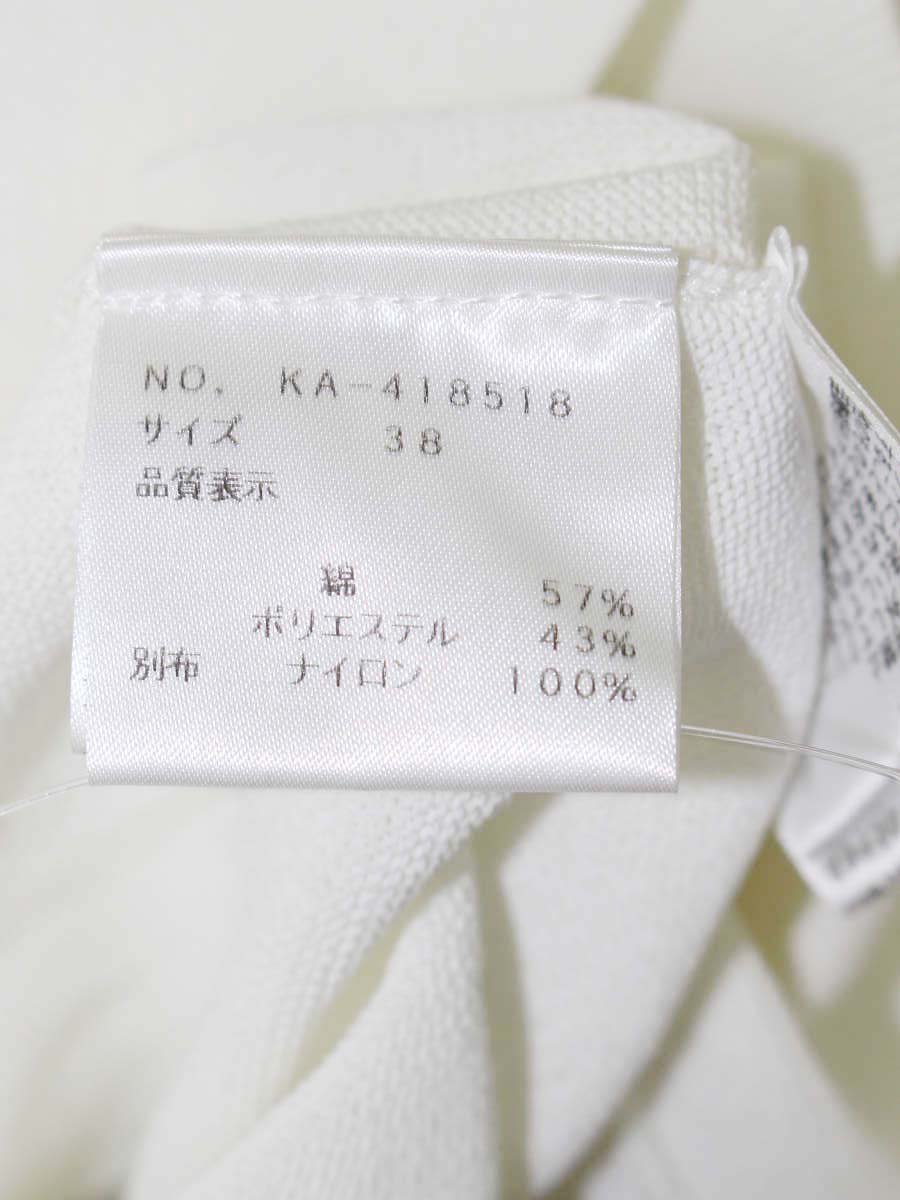 NO. KA-418518
サイズ 38
品質表示
綿 57%
ポリエステル 43%
別布 ナイロン 100%